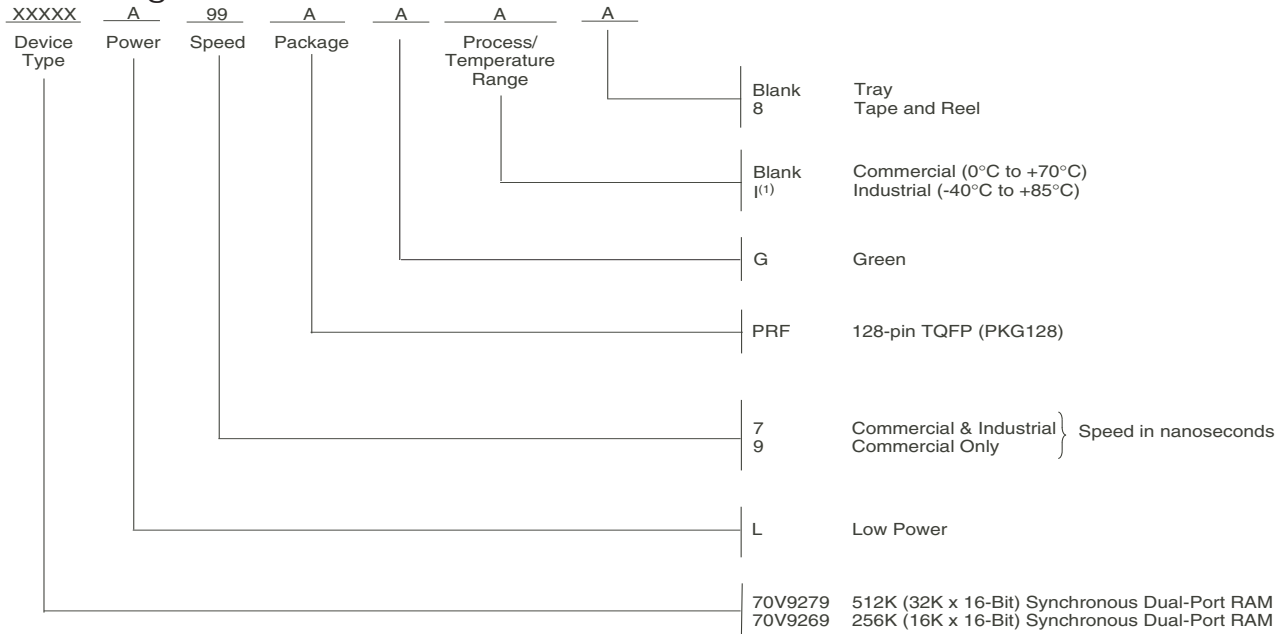 XXXXX A 99 A A A A
Device Type Power Speed Package Process/ Temperature Range
Blank Tray
8 Tape and Reel
Blank Commercial (0°C to +70°C)
I(1) Industrial (-40°C to +85°C)
G Green
PRF 128-pin TQFP (PKG128)
7 Commercial & Industrial
9 Commercial Only
Speed in nanoseconds
L Low Power
70V9279 512K (32K x 16-Bit) Synchronous Dual-Port RAM
70V9269 256K (16K x 16-Bit) Synchronous Dual-Port RAM